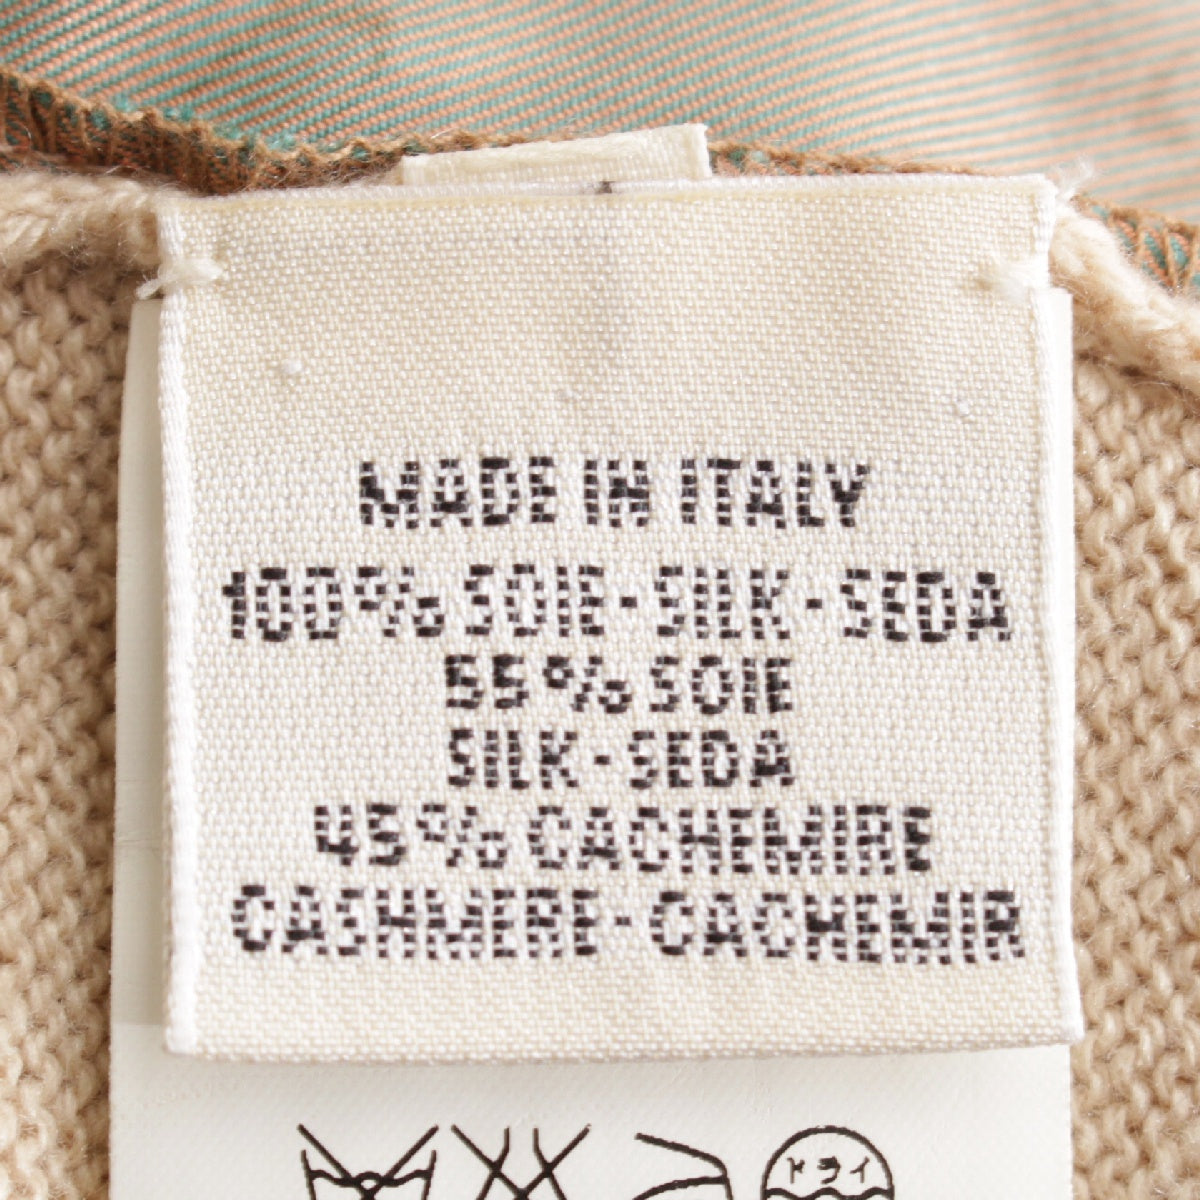 MADE IN ITALY
100% SOIE-SILK-SEDA
55% SOIE
SILK-SEDA
45% CACHEMIRE
CASHMERE-CACHEMIR
ドライ